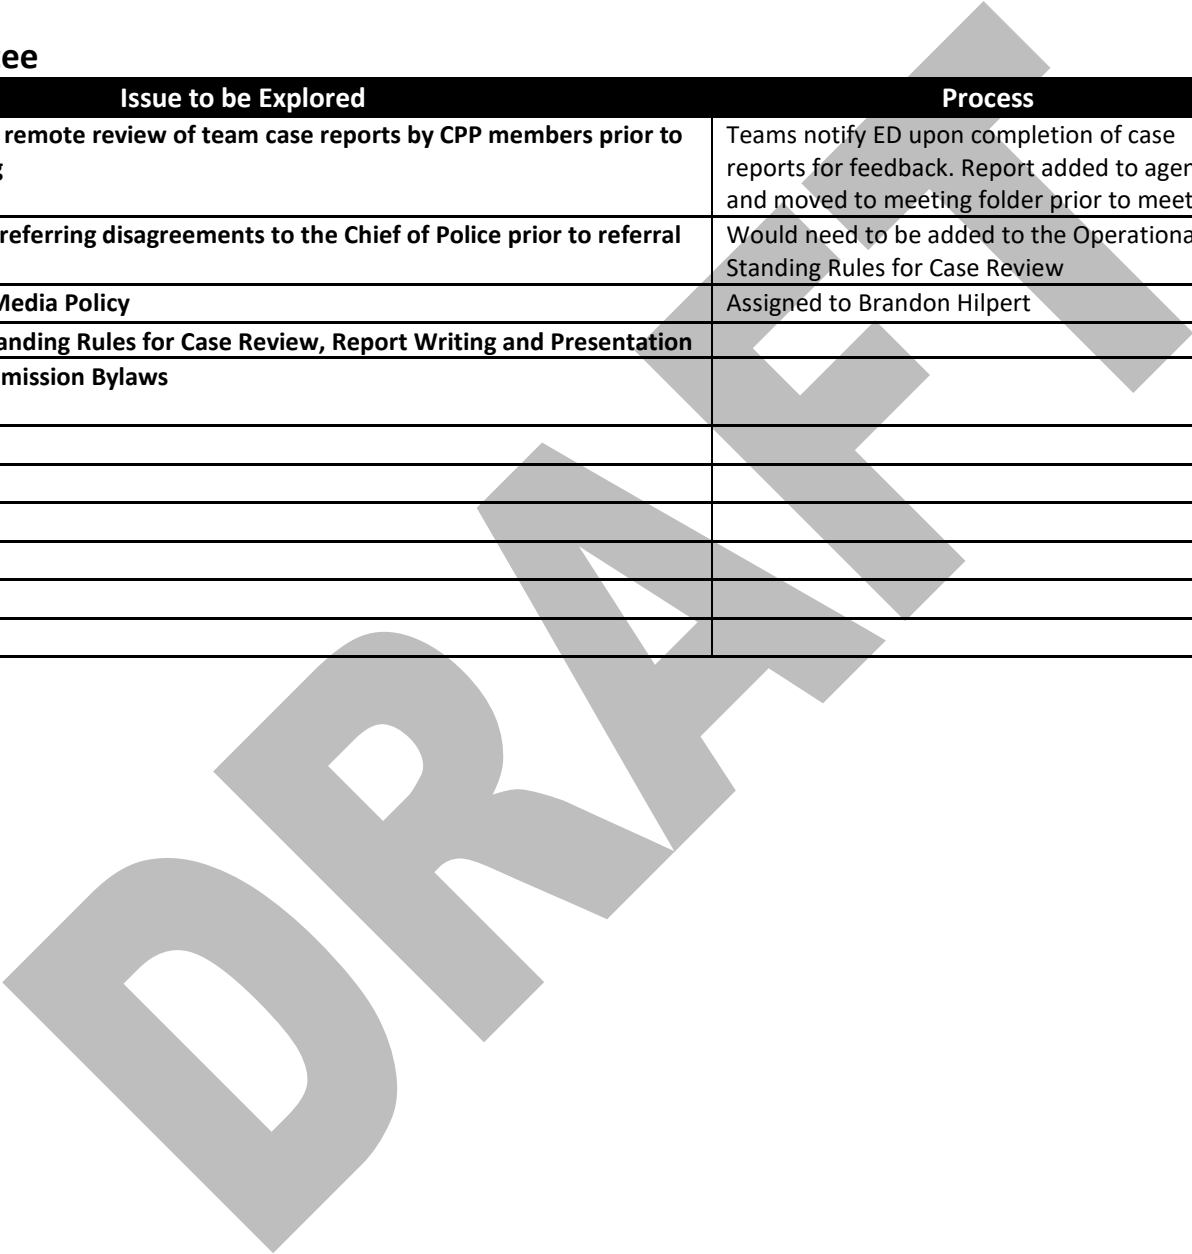 ee
Issue to be Explored Process
remote review of team case reports by CPP members prior to
g
Teams notify ED upon completion of case
reports for feedback. Report added to agen
and moved to meeting folder prior to meet
referring disagreements to the Chief of Police prior to referral
Would need to be added to the Operationa
Standing Rules for Case Review
Media Policy
Assigned to Brandon Hilpert
anding Rules for Case Review, Report Writing and Presentation
mission Bylaws
DRAFT